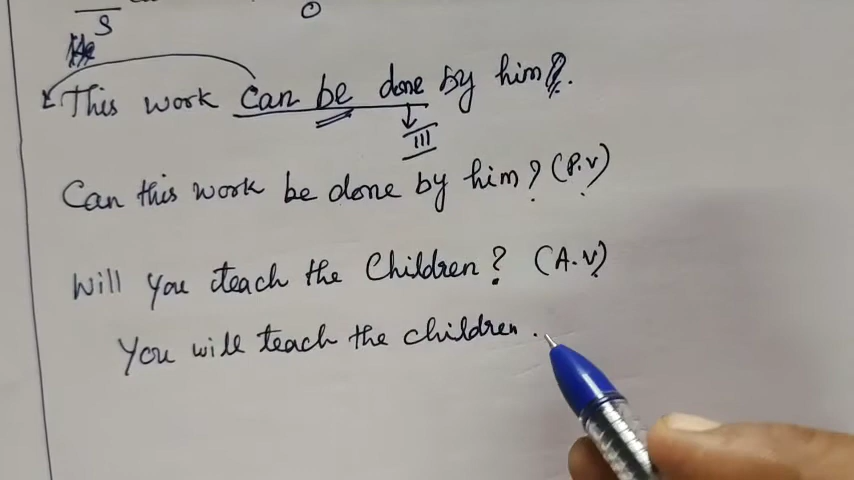 S
O
This work can be done by him.
III
Can this work be done by him? (P.V)
Will you teach the Children? (A.V)
You will teach the children.